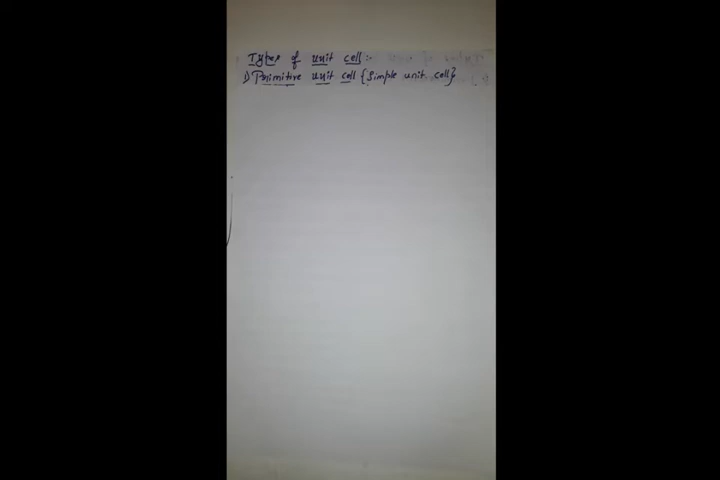 Types of unit cell :-
1) Primitive unit cell {Simple unit cell}